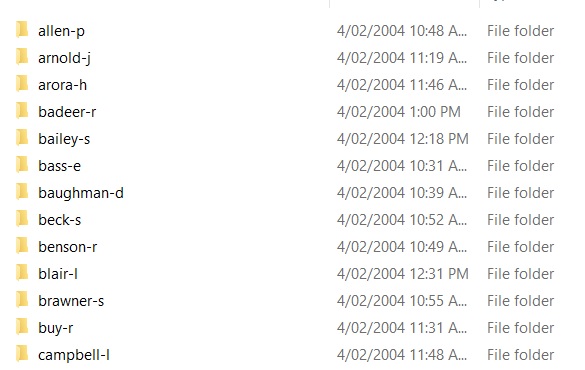 allen-p 4/02/2004 10:48 A... File folder
arnold-j 4/02/2004 11:19 A... File folder
arora-h 4/02/2004 11:46 A... File folder
badeer-r 4/02/2004 1:00 PM File folder
bailey-s 4/02/2004 12:18 PM File folder
bass-e 4/02/2004 10:31 A... File folder
baughman-d 4/02/2004 10:39 A... File folder
beck-s 4/02/2004 10:52 A... File folder
benson-r 4/02/2004 10:49 A... File folder
blair-l 4/02/2004 12:31 PM File folder
brawner-s 4/02/2004 10:55 A... File folder
buy-r 4/02/2004 11:31 A... File folder
campbell-l 4/02/2004 11:48 A... File folder